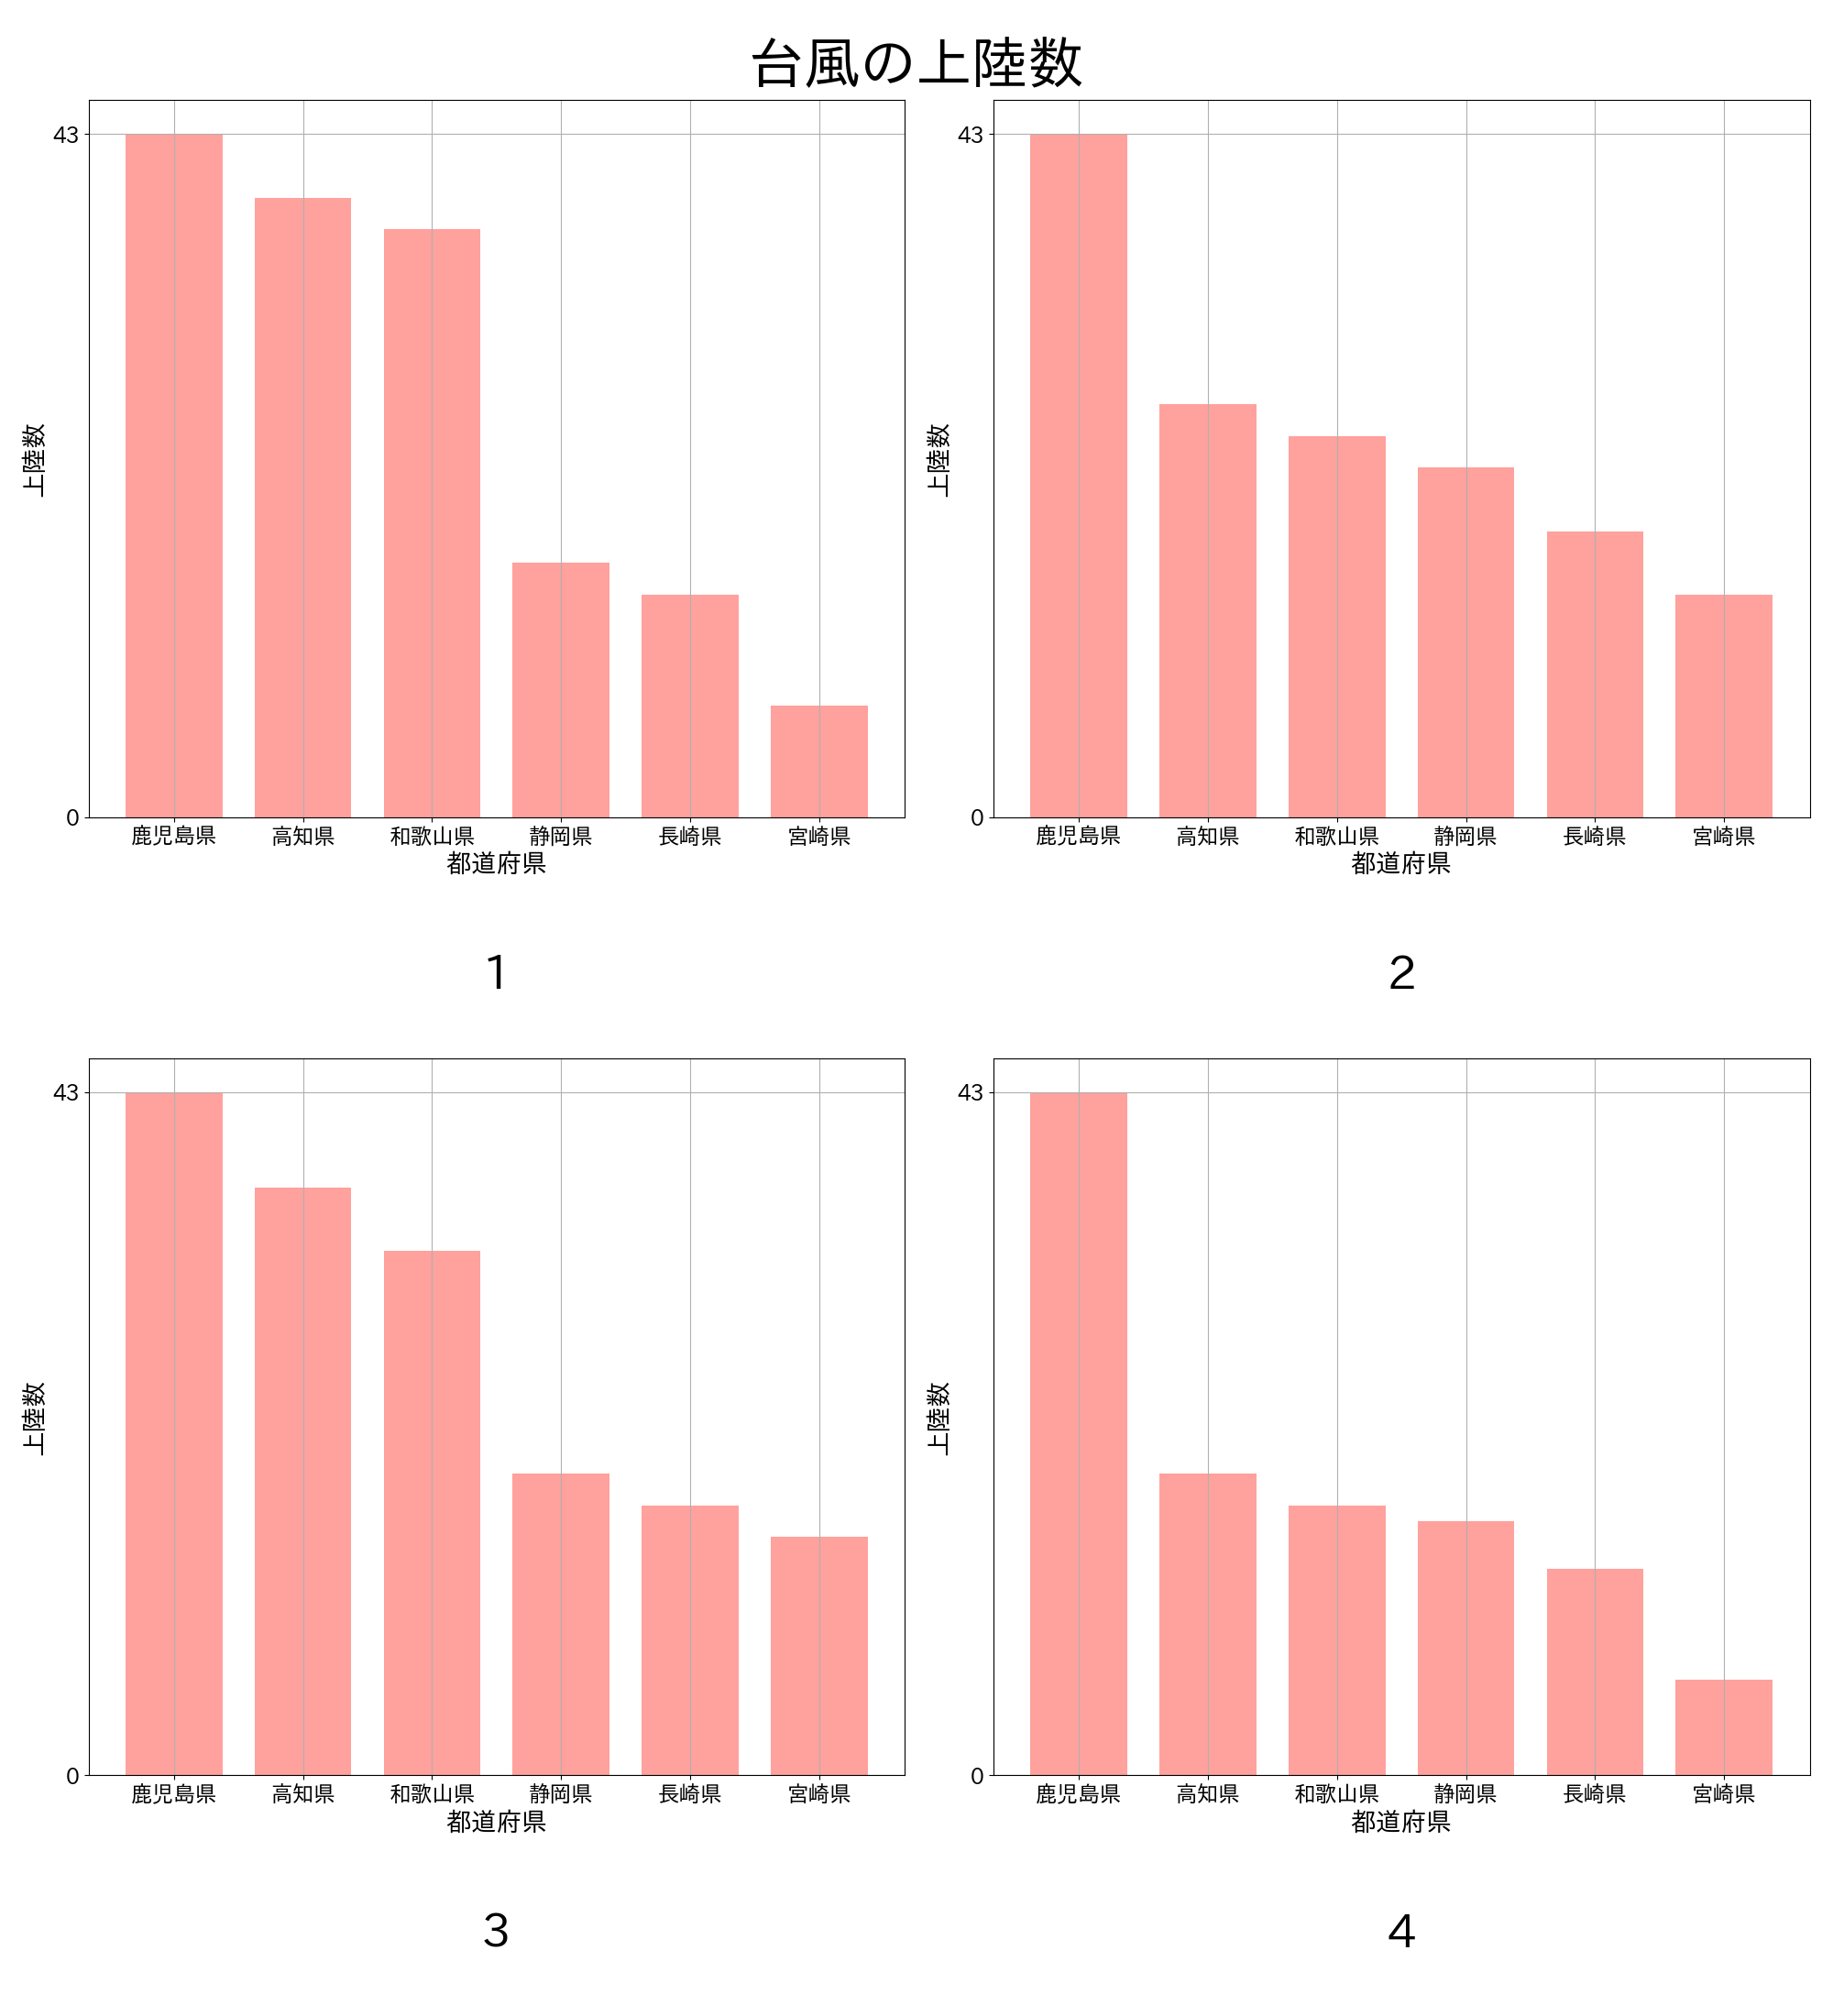 台風の上陸数
43
0
上陸数
鹿児島県 高知県 和歌山県 静岡県 長崎県 宮崎県
都道府県
1
43
0
上陸数
鹿児島県 高知県 和歌山県 静岡県 長崎県 宮崎県
都道府県
2
43
0
上陸数
鹿児島県 高知県 和歌山県 静岡県 長崎県 宮崎県
都道府県
3
43
0
上陸数
鹿児島県 高知県 和歌山県 静岡県 長崎県 宮崎県
都道府県
4